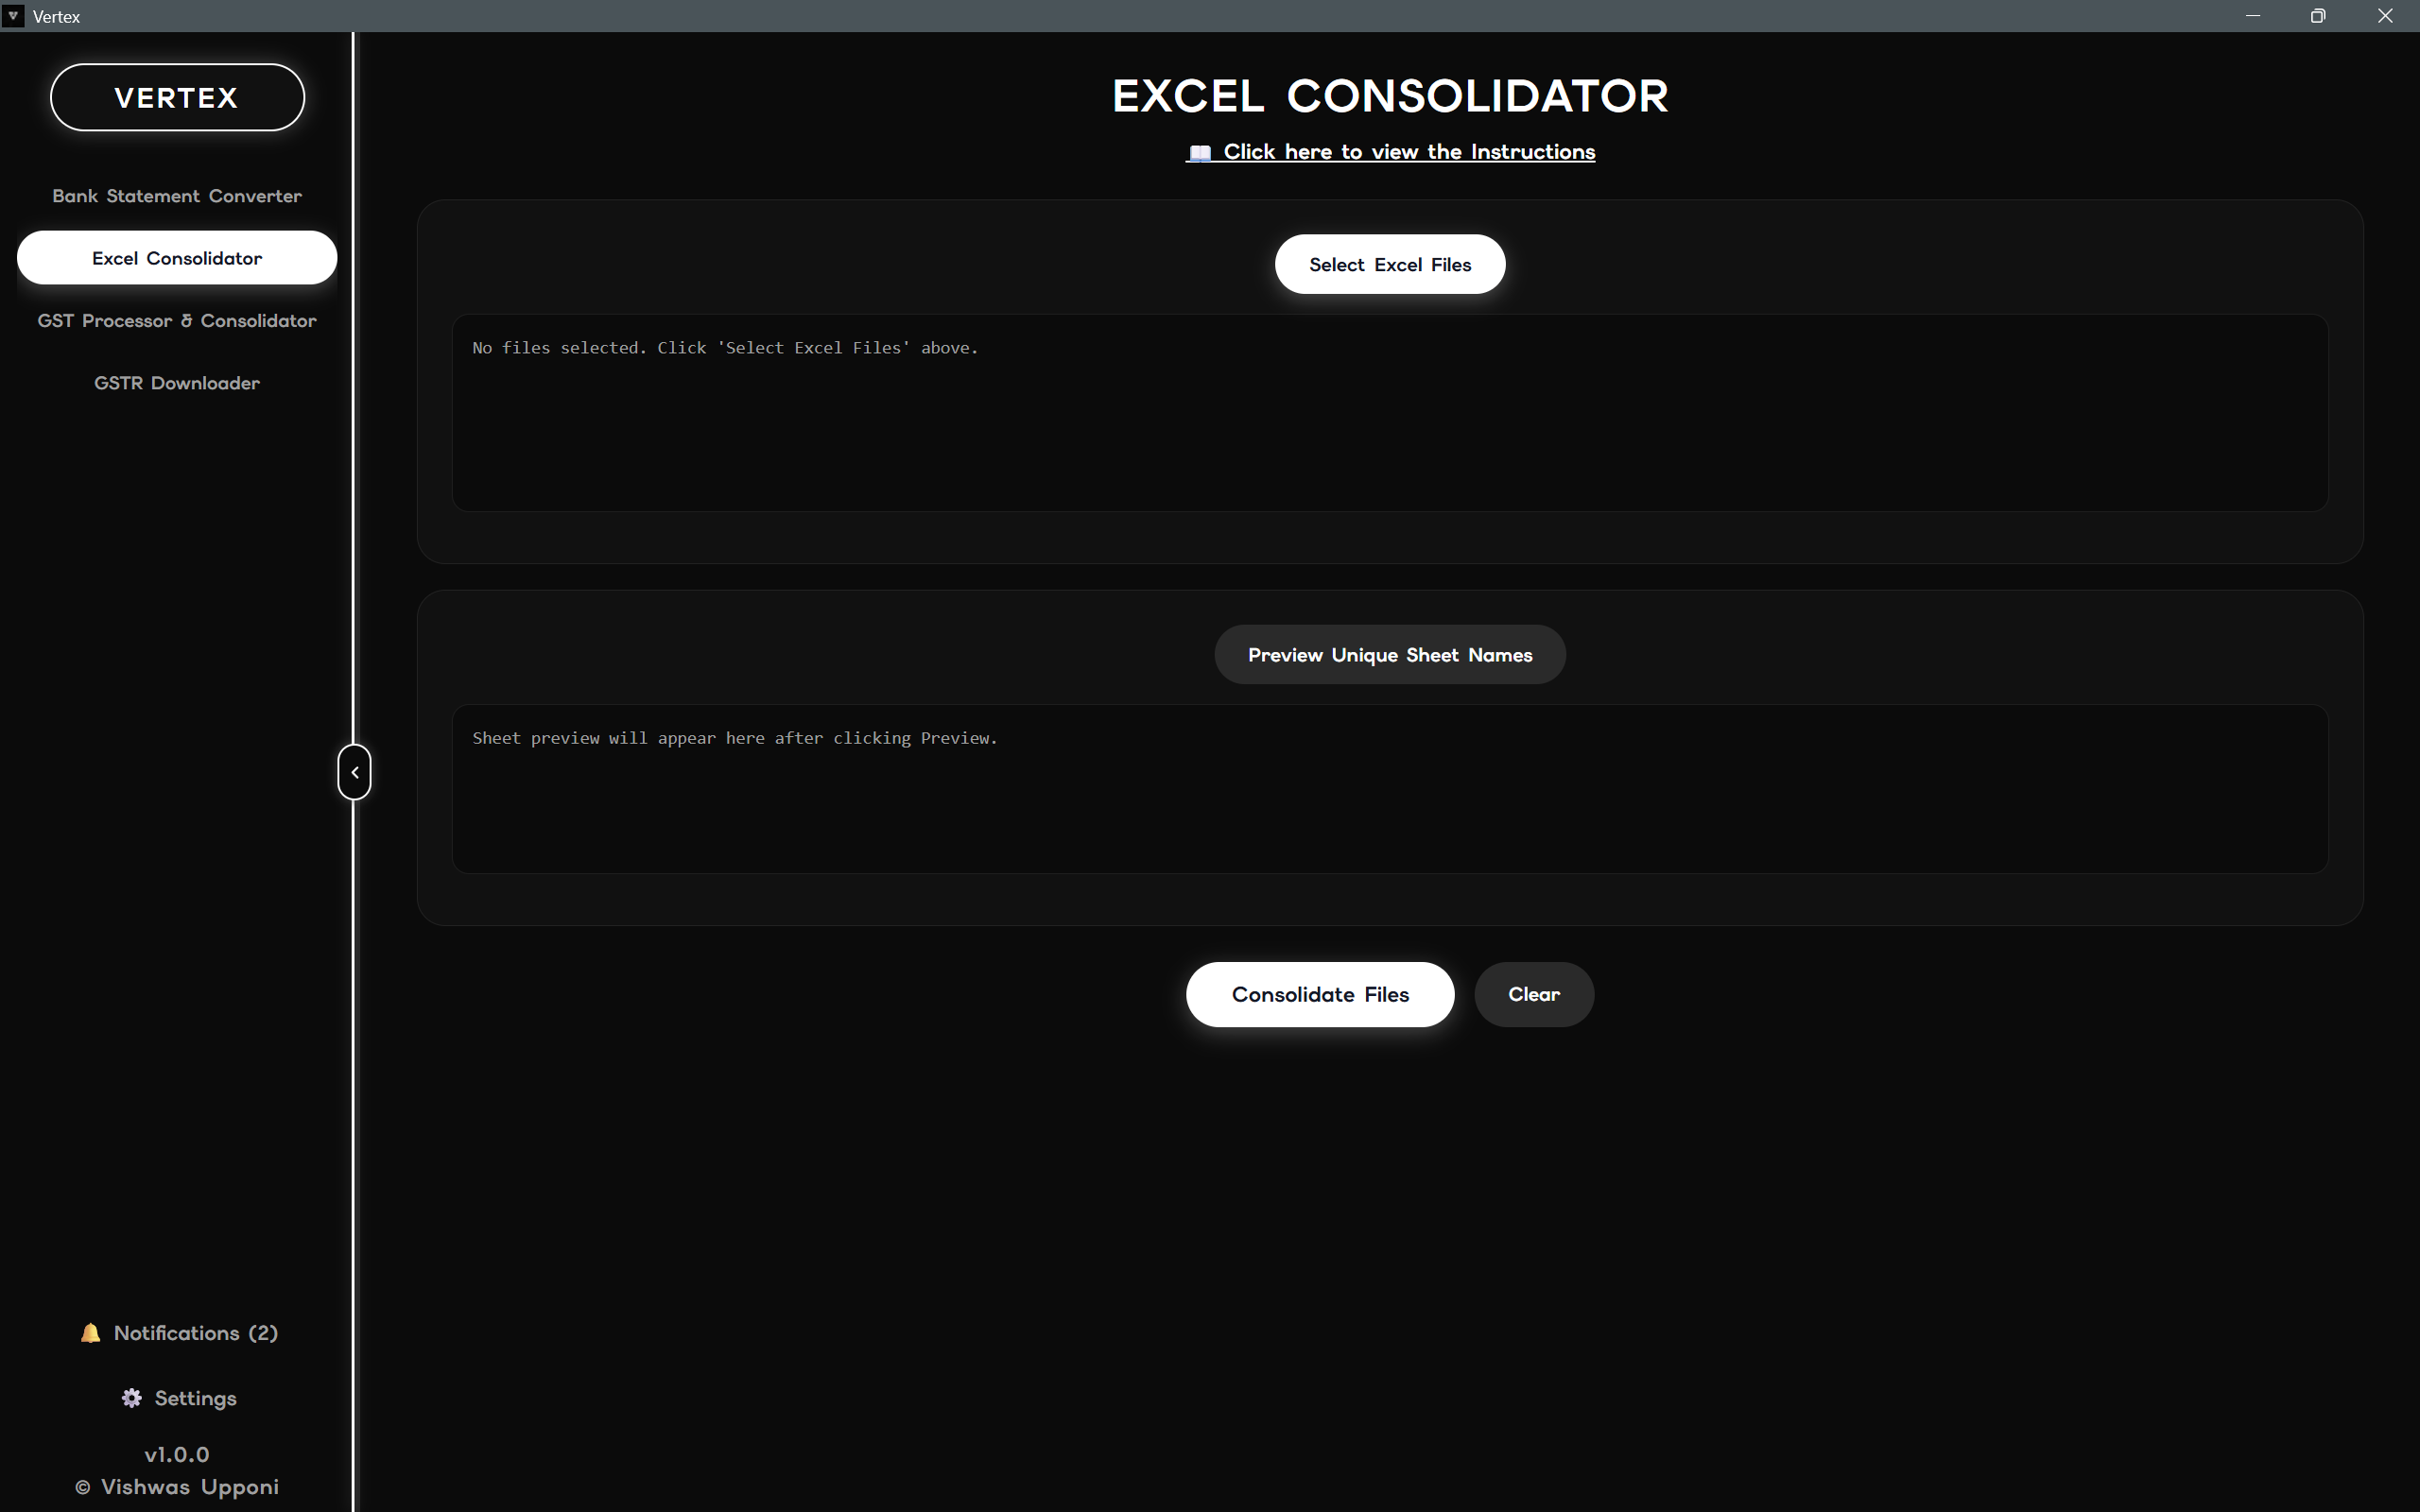 Vertex
VERTEX
Bank Statement Converter
Excel Consolidator
GST Processor & Consolidator
GSTR Downloader
🔔 Notifications (2)
⚙️ Settings
v1.0.0
© Vishwas Upponi
EXCEL CONSOLIDATOR
📖 Click here to view the Instructions
Select Excel Files
No files selected. Click 'Select Excel Files' above.
Preview Unique Sheet Names
Sheet preview will appear here after clicking Preview.
Consolidate Files
Clear